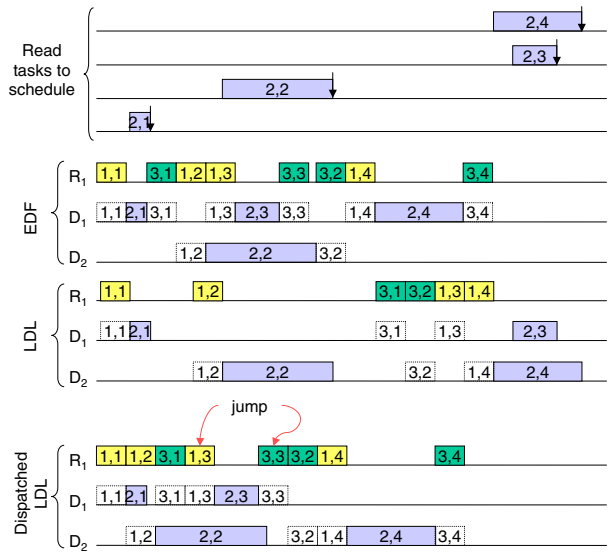 2,4
Read
tasks to
schedule
2,3
2,2
2,1
EDF
R1 1,1 3,1 1,2 1,3 3,3 3,2 1,4 3,4
D1 1,1 2,1 3,1 1,3 2,3 3,3 1,4 2,4 3,4
D2 1,2 2,2 3,2
LDL
R1 1,1 1,2 3,1 3,2 1,3 1,4
D1 1,1 2,1 3,1 1,3 2,3
D2 1,2 2,2 3,2 1,4 2,4
jump
Dispatched
LDL
R1 1,1 1,2 3,1 1,3 3,3 3,2 1,4 3,4
D1 1,1 2,1 3,1 1,3 2,3 3,3
D2 1,2 2,2 3,2 1,4 2,4 3,4